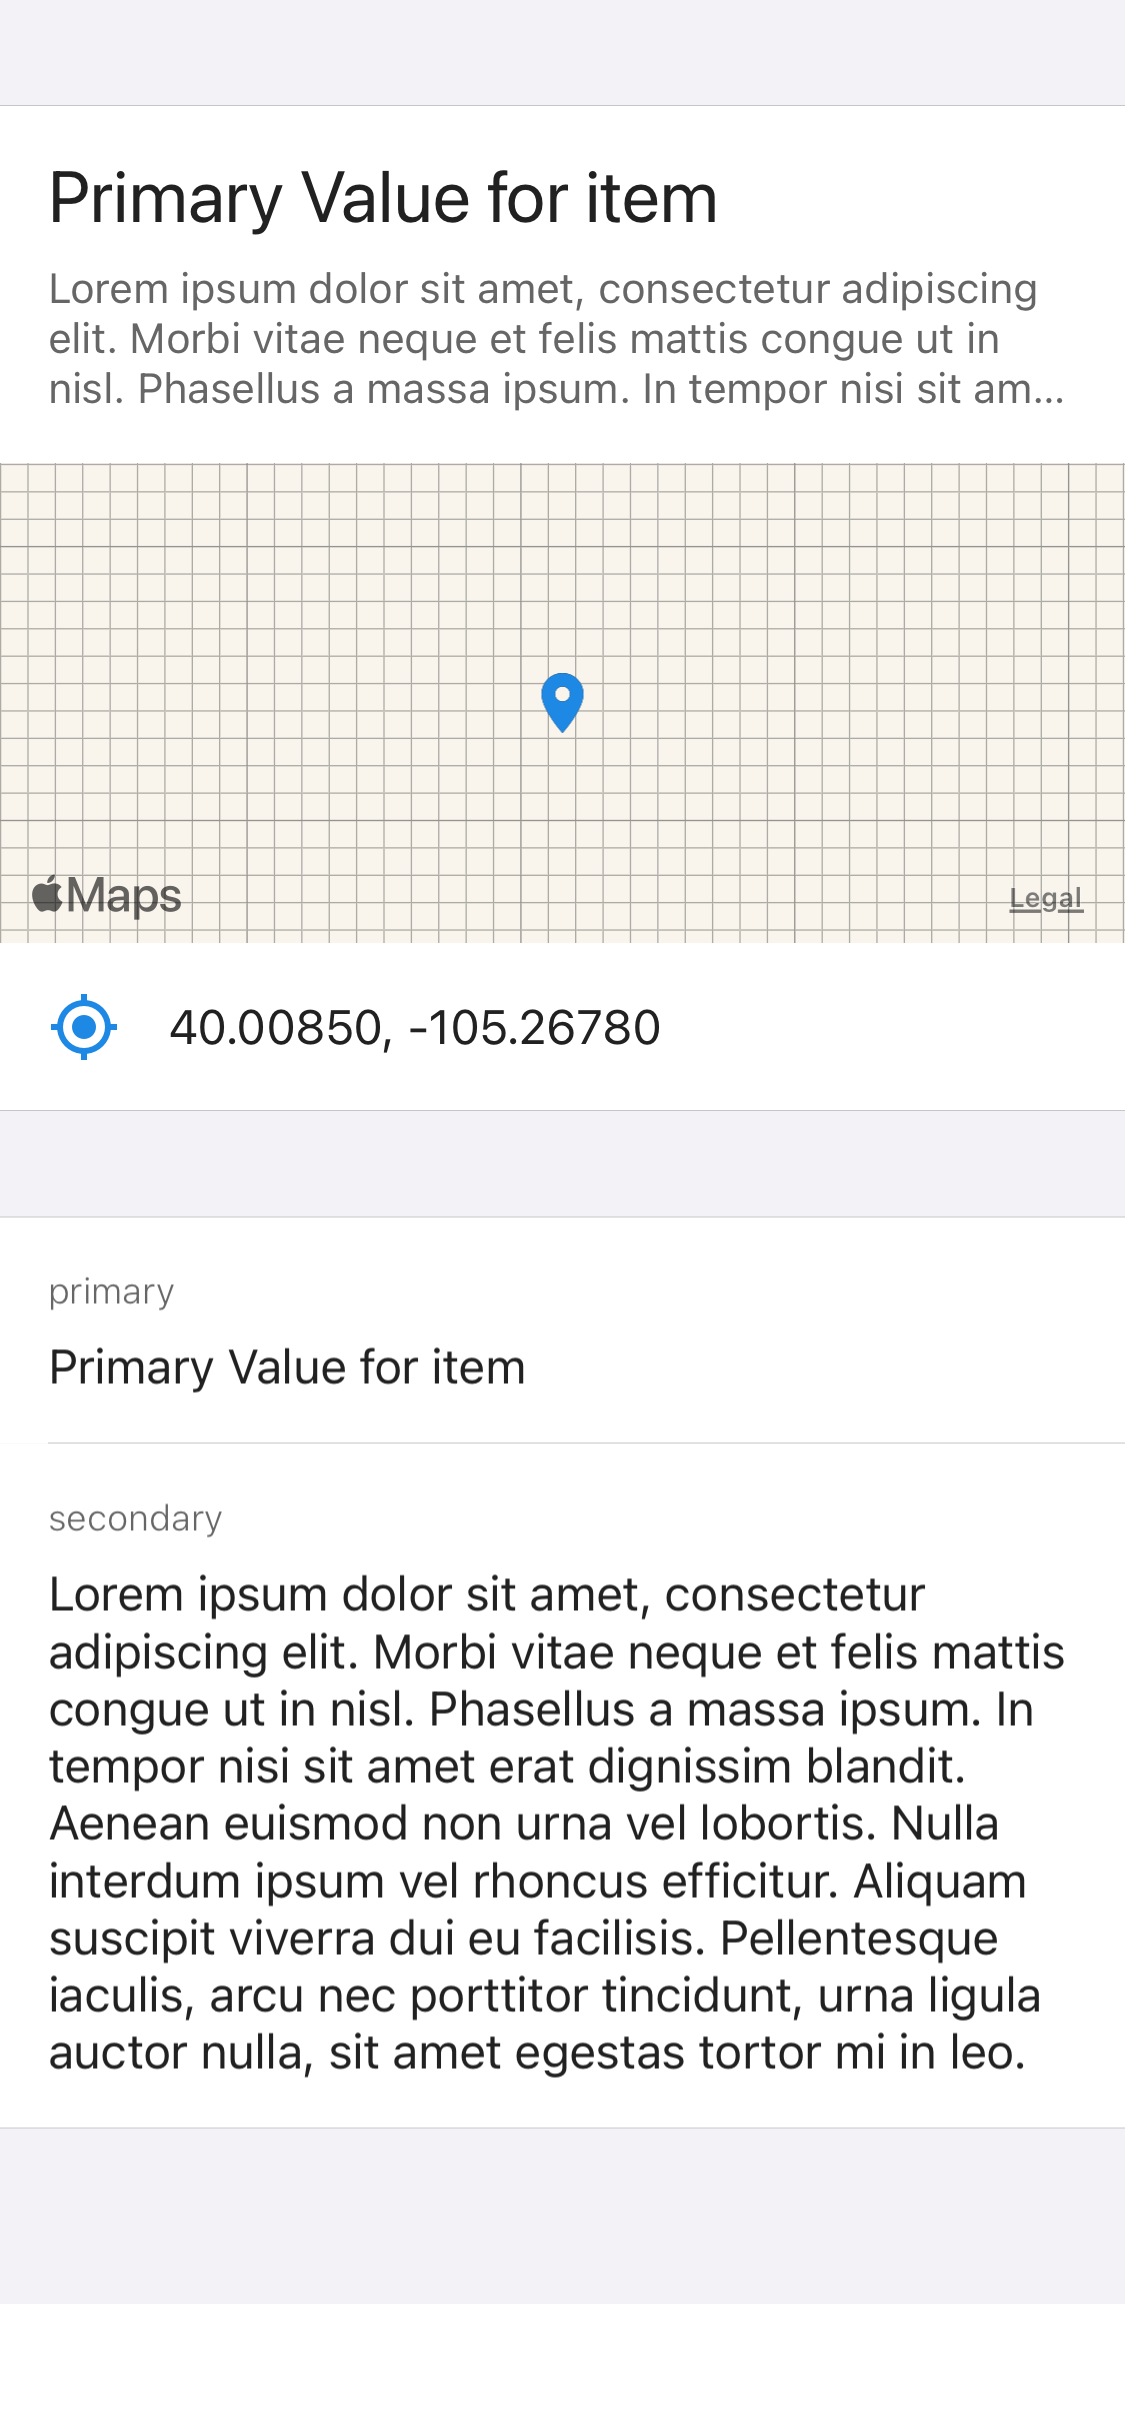 Primary Value for item
Lorem ipsum dolor sit amet, consectetur adipiscing
elit. Morbi vitae neque et felis mattis congue ut in
nisl. Phasellus a massa ipsum. In tempor nisi sit am...
Maps
Legal
40.00850, -105.26780
primary
Primary Value for item
secondary
Lorem ipsum dolor sit amet, consectetur
adipiscing elit. Morbi vitae neque et felis mattis
congue ut in nisl. Phasellus a massa ipsum. In
tempor nisi sit amet erat dignissim blandit.
Aenean euismod non urna vel lobortis. Nulla
interdum ipsum vel rhoncus efficitur. Aliquam
suscipit viverra dui eu facilisis. Pellentesque
iaculis, arcu nec porttitor tincidunt, urna ligula
auctor nulla, sit amet egestas tortor mi in leo.